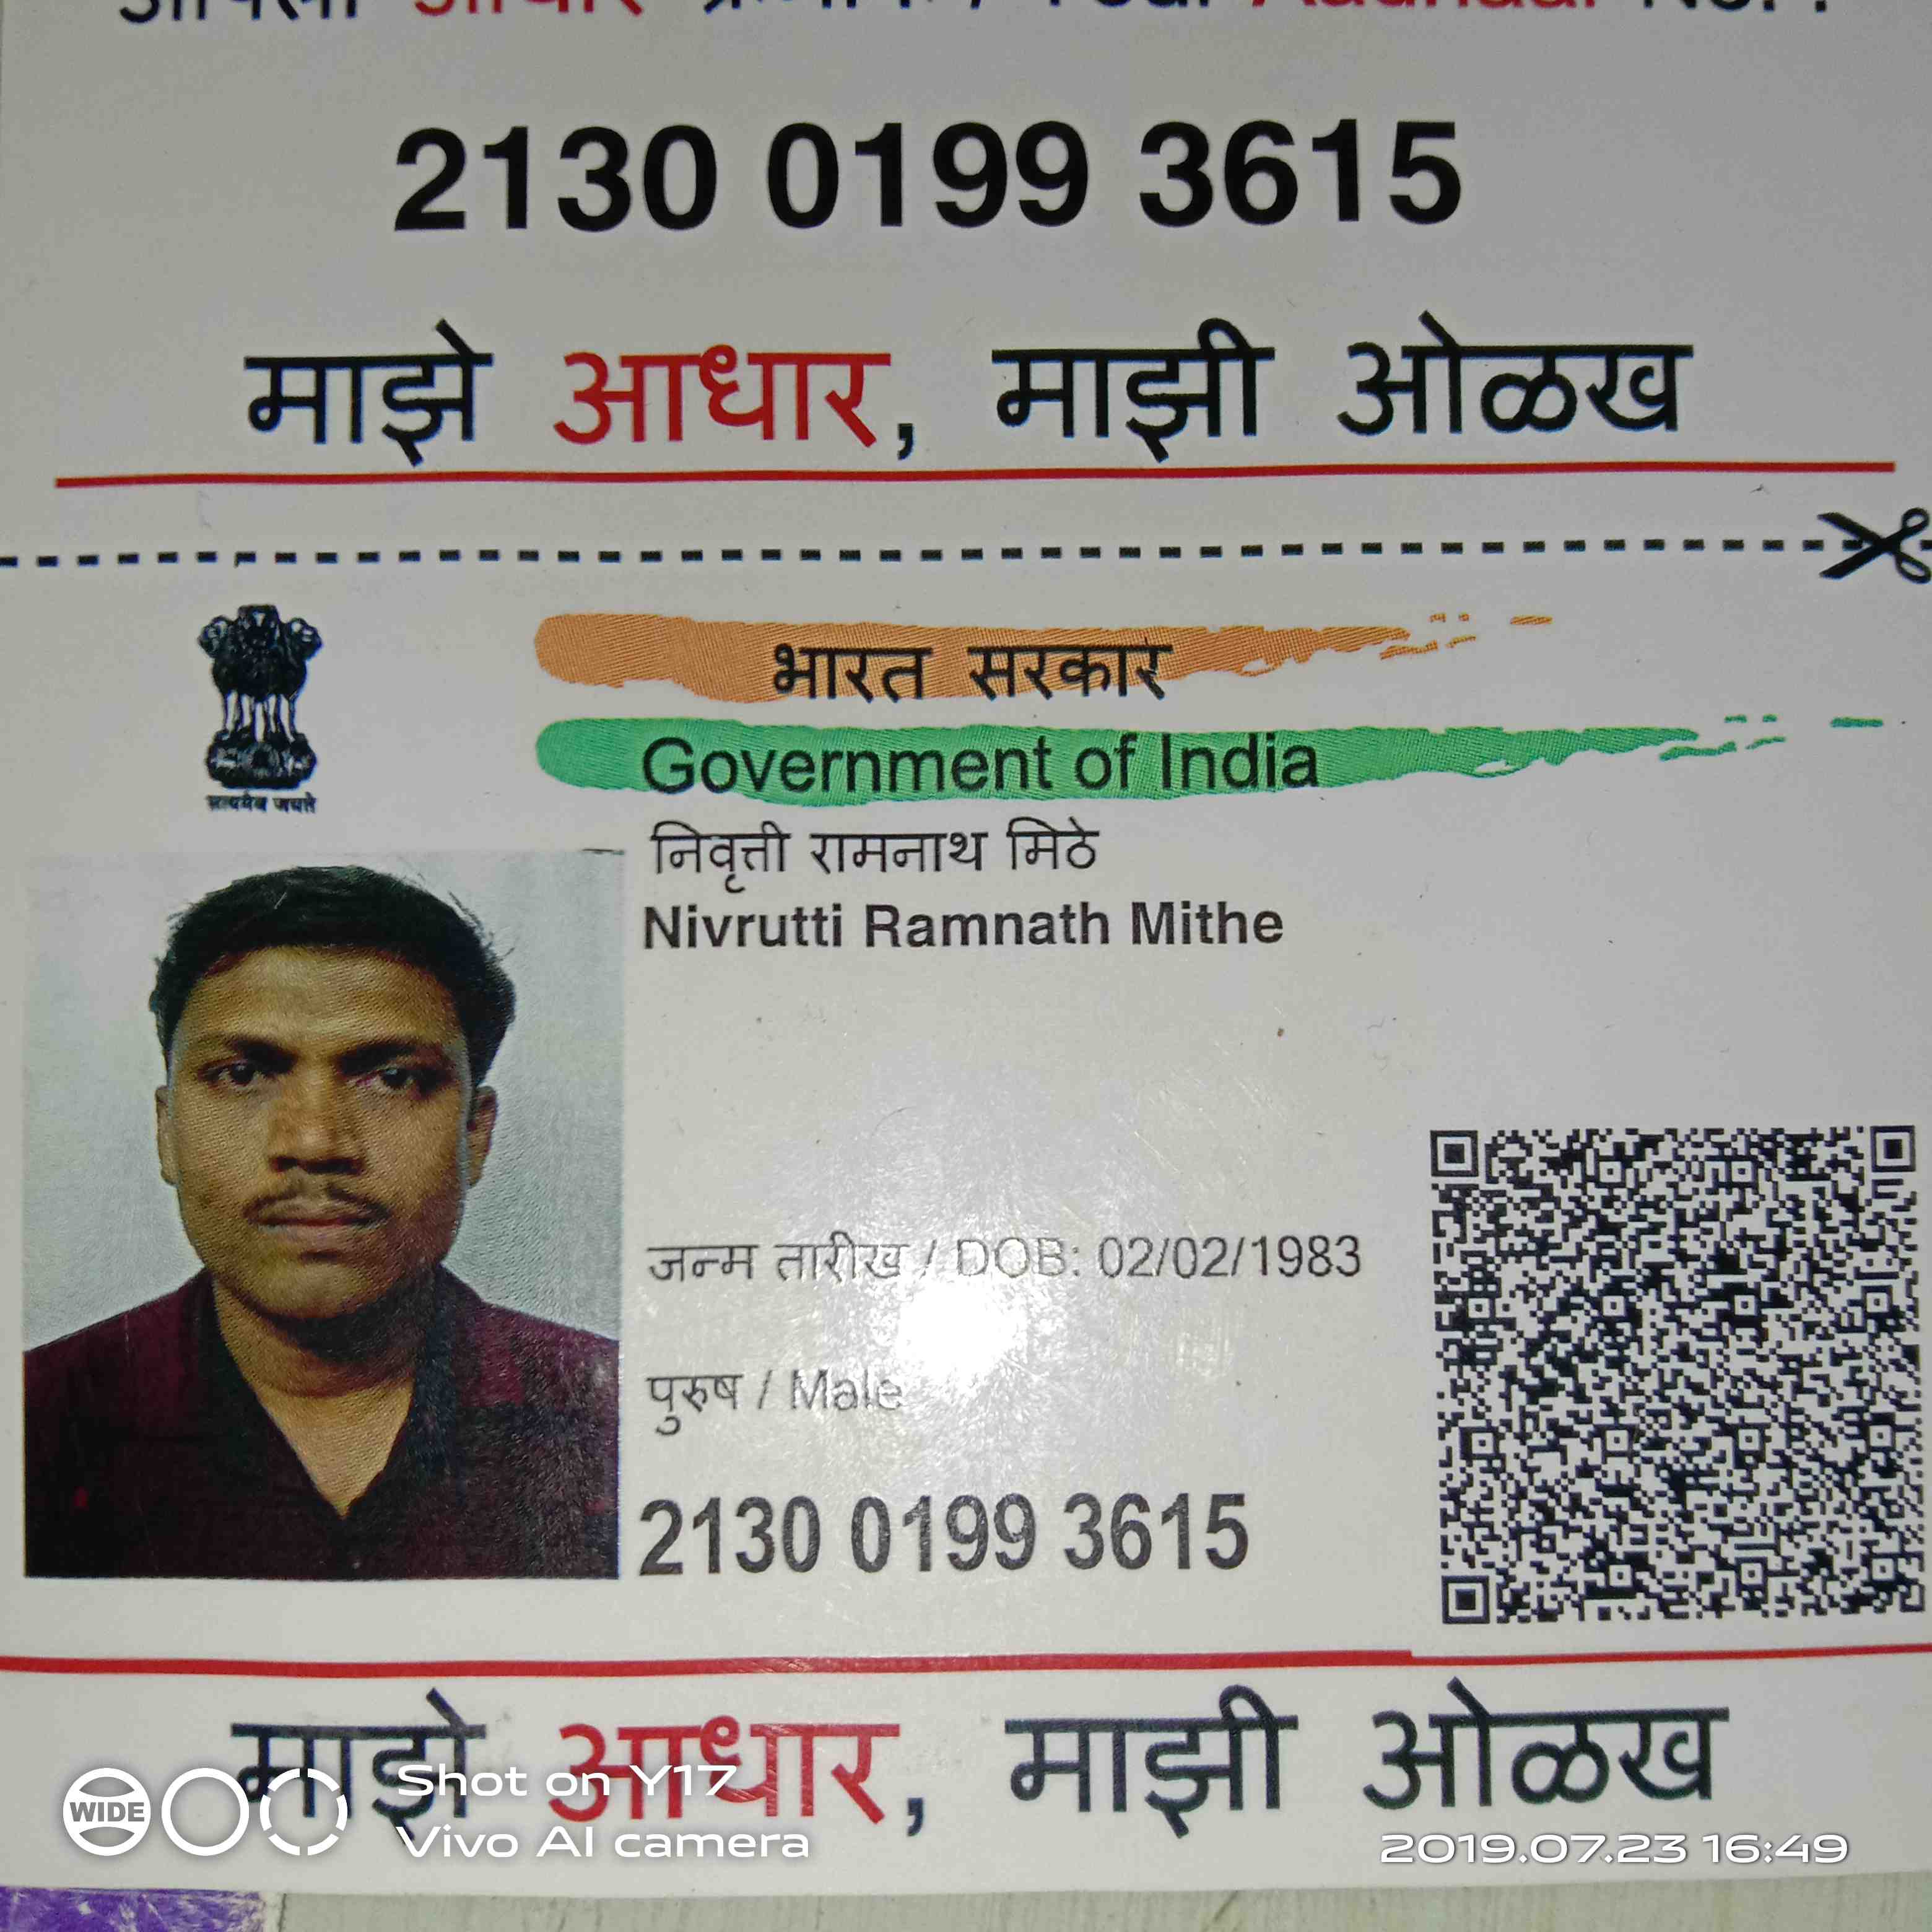 2130 0199 3615
माझे आधार, माझी ओळख
भारत सरकार
Government of India
सत्यमेव जयते
निवृत्ती रामनाथ मिठे
Nivrutti Ramnath Mithe
जन्म तारीख / DOB: 02/02/1983
पुरुष / Male
2130 0199 3615
माझे आधार, माझी ओळख
WIDE
Shot on Y17
Vivo AI camera
2019.07.23 16:49